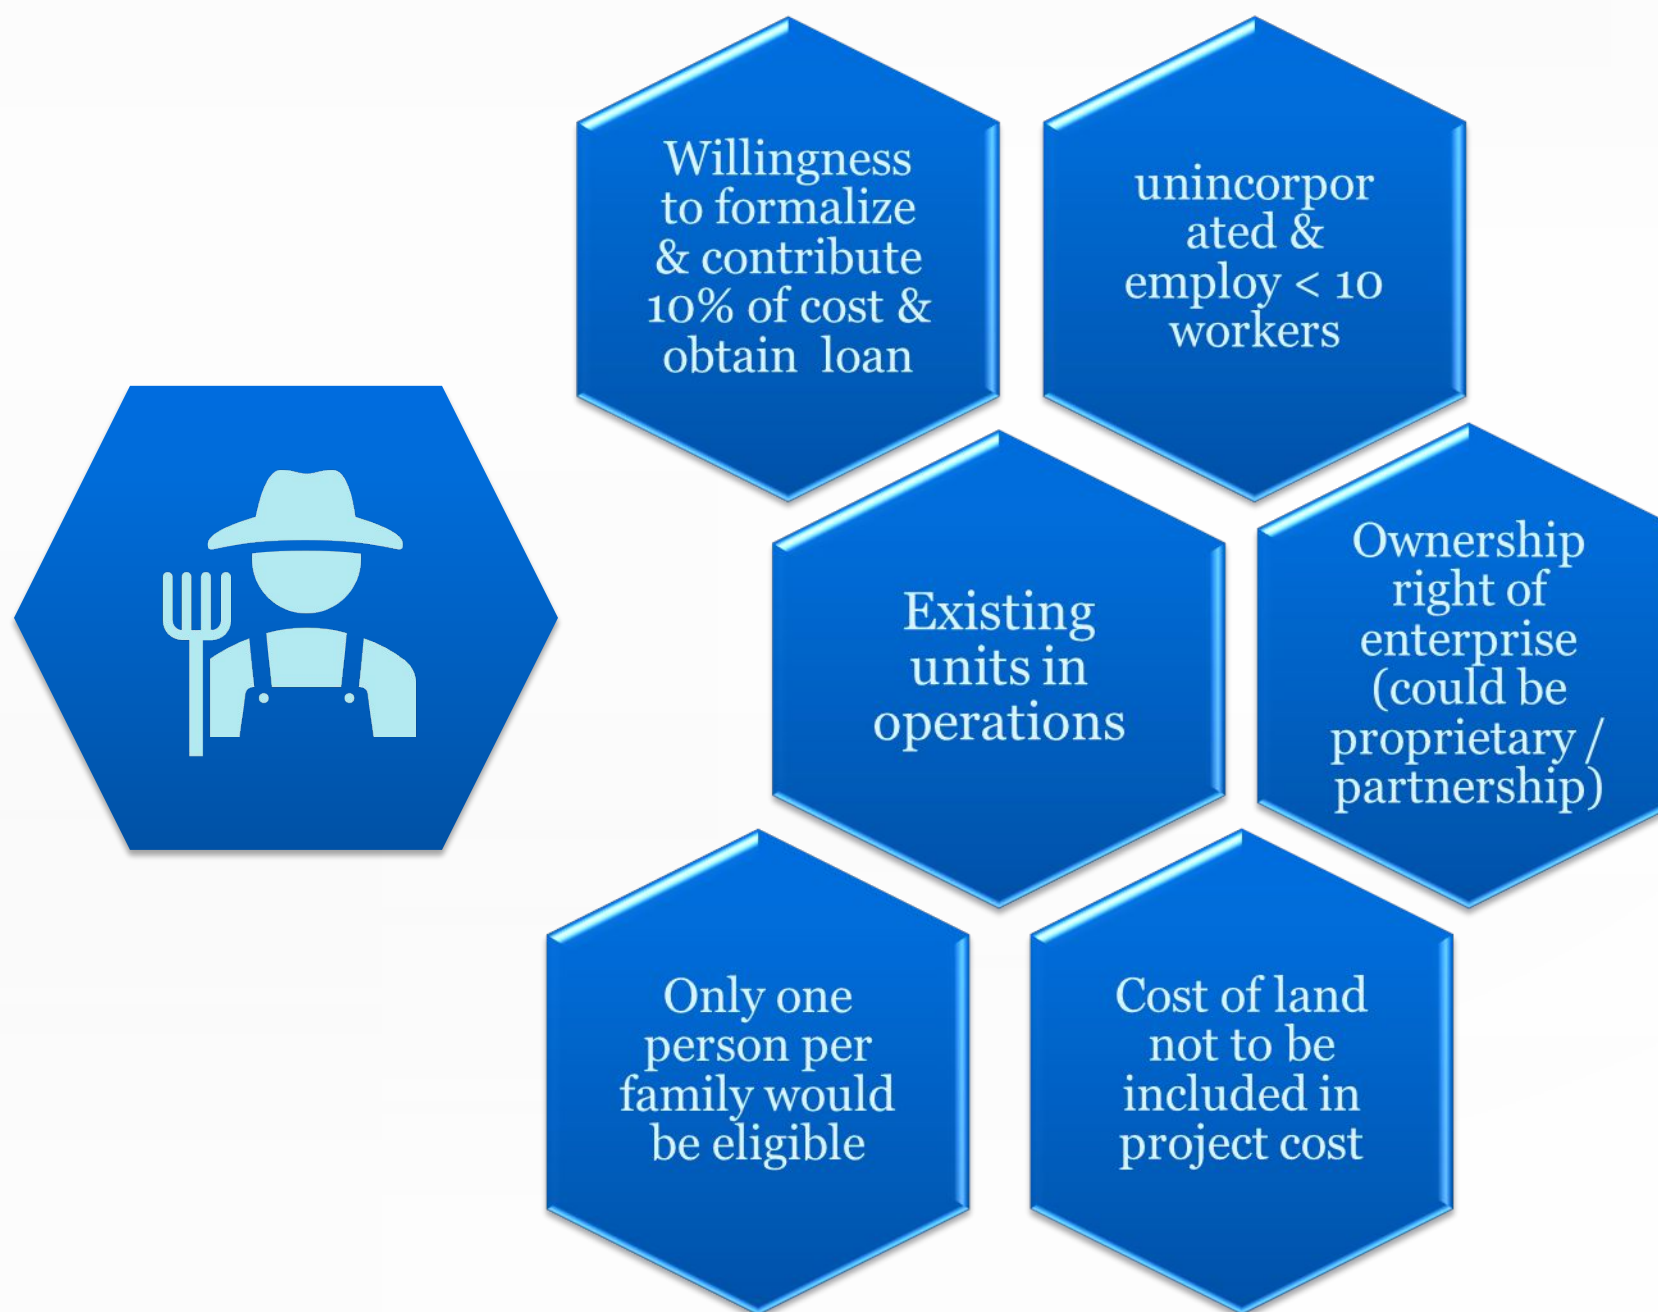 Willingness
to formalize
& contribute
10% of cost &
obtain loan
unincorpor
ated &
employ < 10
workers
Existing
units in
operations
Ownership
right of
enterprise
(could be
proprietary /
partnership)
Only one
person per
family would
be eligible
Cost of land
not to be
included in
project cost